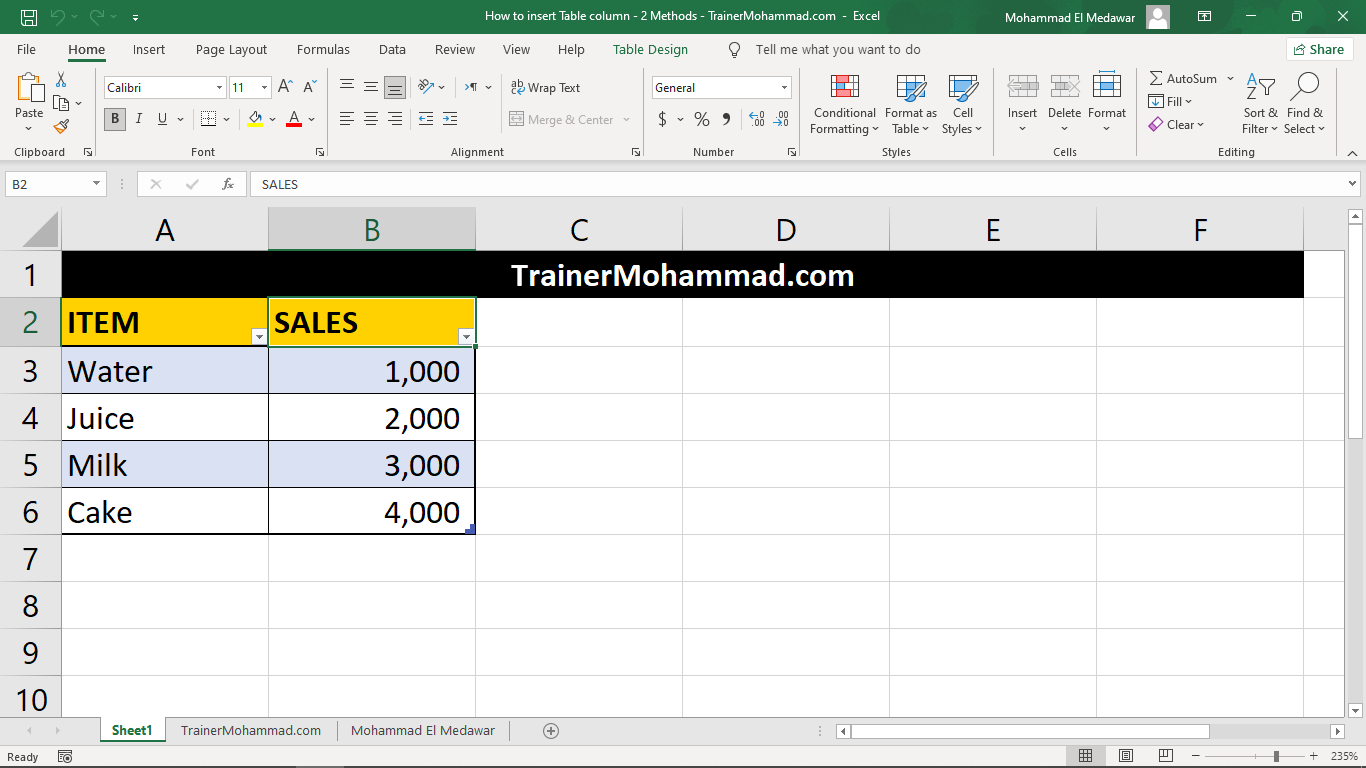 How to insert Table column - 2 Methods - TrainerMohammad.com - Excel
Mohammad El Medawar
File Home Insert Page Layout Formulas Data Review View Help Table Design Tell me what you want to do Share
Paste
Clipboard
Calibri 11
B I U
Font
Wrap Text
Merge & Center
Alignment
General
$ % 9
Number
Conditional Formatting
Format as Table
Cell Styles
Styles
Insert Delete Format
Cells
AutoSum
Fill
Clear
Sort & Filter
Find & Select
Editing
B2 fx SALES
A B C D E F
1 TrainerMohammad.com
2 ITEM SALES
3 Water 1,000
4 Juice 2,000
5 Milk 3,000
6 Cake 4,000
7
8
9
10
Sheet1 TrainerMohammad.com Mohammad El Medawar
Ready 235%